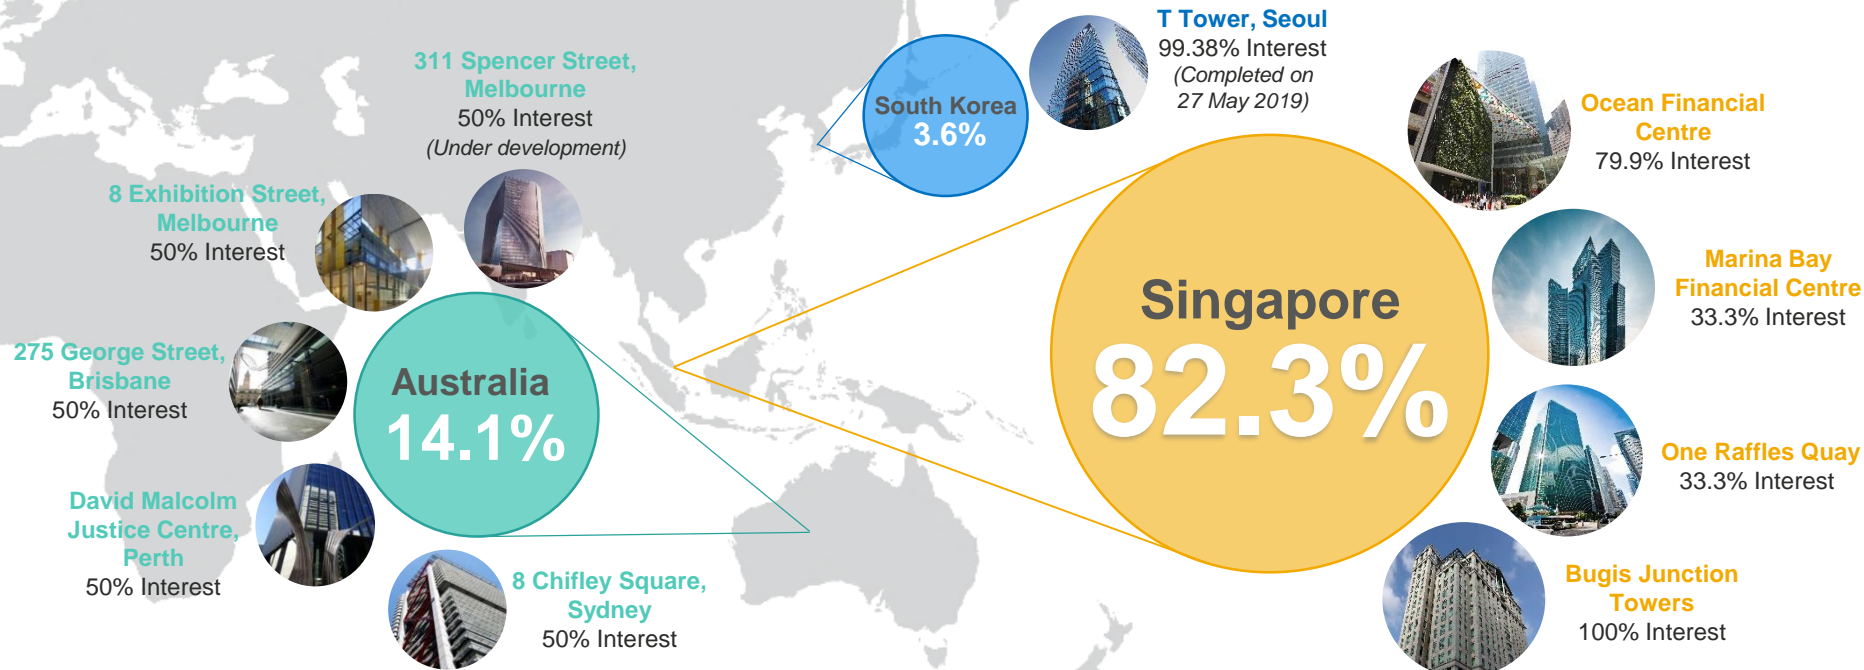 311 Spencer Street,
Melbourne
50% Interest
(Under development)
8 Exhibition Street,
Melbourne
50% Interest
275 George Street,
Brisbane
50% Interest
David Malcolm
Justice Centre,
Perth
50% Interest
8 Chifley Square,
Sydney
50% Interest
Australia
14.1%
South Korea
3.6%
T Tower, Seoul
99.38% Interest
(Completed on
27 May 2019)
Singapore
82.3%
Ocean Financial
Centre
79.9% Interest
Marina Bay
Financial Centre
33.3% Interest
One Raffles Quay
33.3% Interest
Bugis Junction
Towers
100% Interest